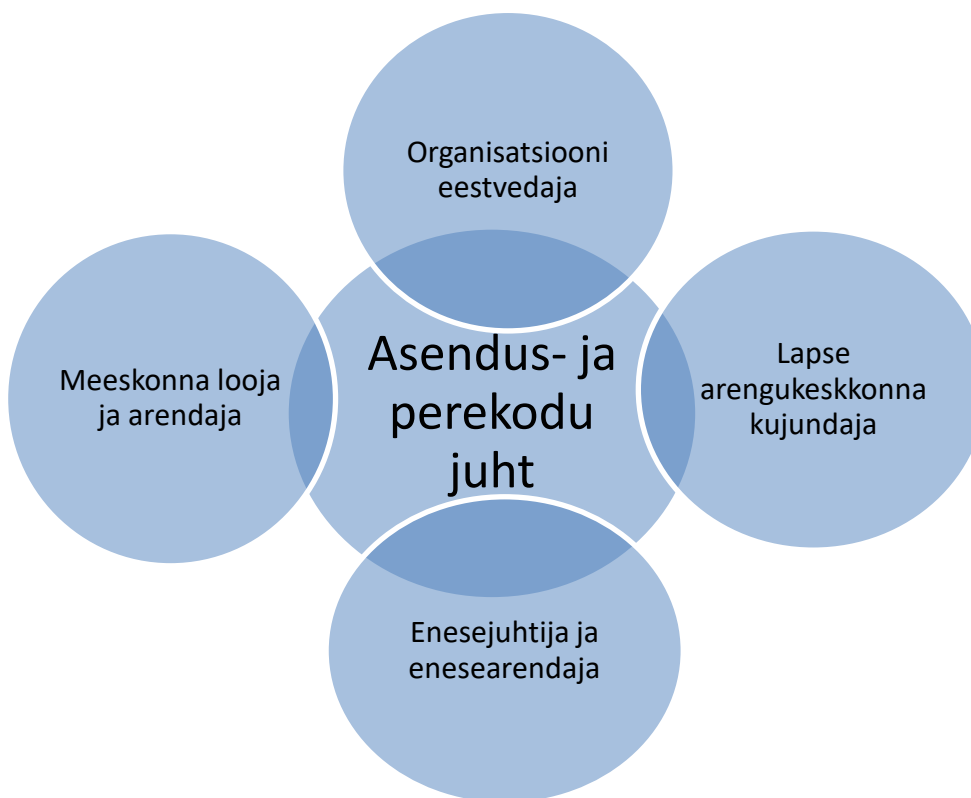 Organisatsiooni
eestvedaja
Meeskonna looja
ja arendaja
Asendus- ja
perekodu
juht
Lapse
arengukeskkonna
kujundaja
Enesejuhtija ja
enesearendaja